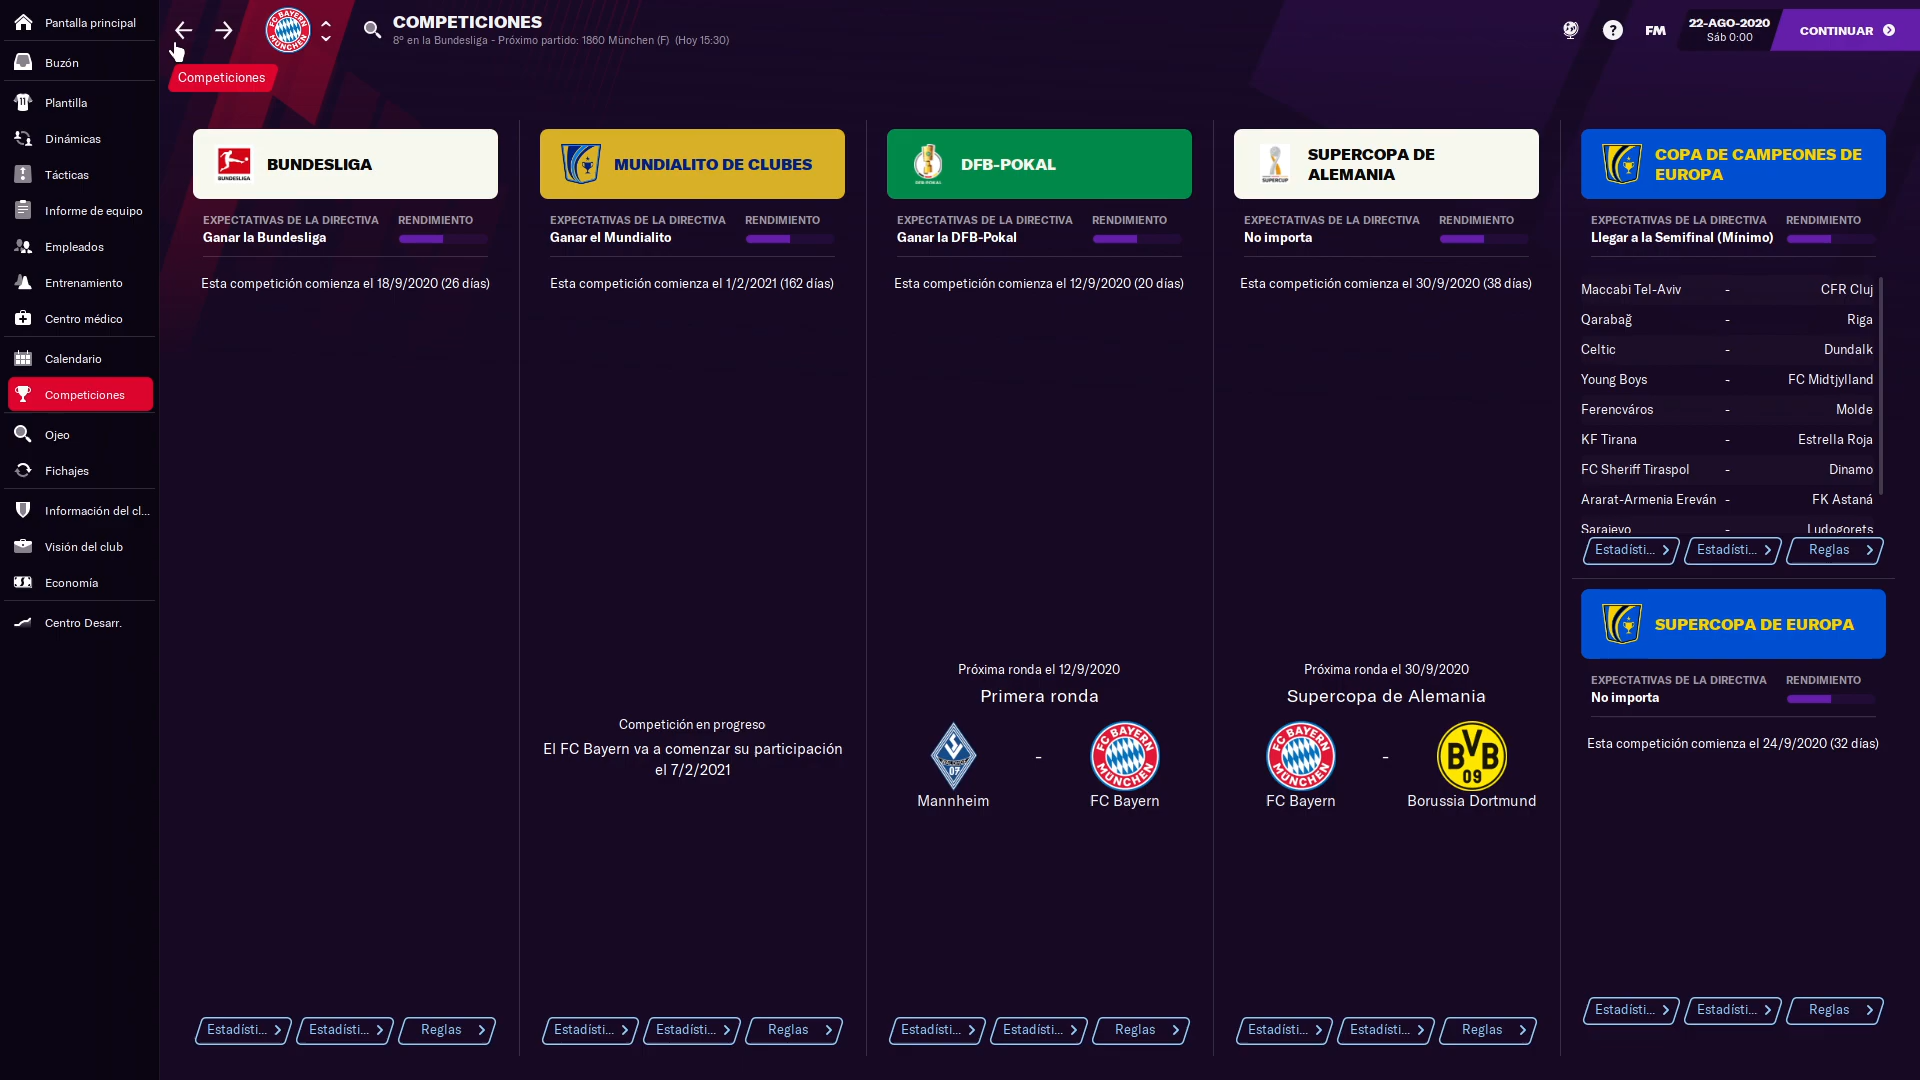 Pantalla principal
Buzón
Plantilla
Dinámicas
Tácticas
Informe de equipo
Empleados
Entrenamiento
Centro médico
Calendario
Competiciones
Ojeo
Fichajes
Información del cl...
Visión del club
Economía
Centro Desarr.
COMPETICIONES
8º en la Bundesliga - Próximo partido: 1860 München (F) (Hoy 15:30)
Competiciones
FM
22-AGO-2020
Sáb 0:00
CONTINUAR
BUNDESLIGA
EXPECTATIVAS DE LA DIRECTIVA RENDIMIENTO
Ganar la Bundesliga
Esta competición comienza el 18/9/2020 (26 días)
Estadísti... Estadísti... Reglas
MUNDIALITO DE CLUBES
EXPECTATIVAS DE LA DIRECTIVA RENDIMIENTO
Ganar el Mundialito
Esta competición comienza el 1/2/2021 (162 días)
Competición en progreso
El FC Bayern va a comenzar su participación
el 7/2/2021
Estadísti... Estadísti... Reglas
DFB-POKAL
EXPECTATIVAS DE LA DIRECTIVA RENDIMIENTO
Ganar la DFB-Pokal
Esta competición comienza el 12/9/2020 (20 días)
Próxima ronda el 12/9/2020
Primera ronda
Mannheim - FC Bayern
Estadísti... Estadísti... Reglas
SUPERCOPA DE
ALEMANIA
EXPECTATIVAS DE LA DIRECTIVA RENDIMIENTO
No importa
Esta competición comienza el 30/9/2020 (38 días)
Próxima ronda el 30/9/2020
Supercopa de Alemania
FC Bayern - Borussia Dortmund
Estadísti... Estadísti... Reglas
COPA DE CAMPEONES DE
EUROPA
EXPECTATIVAS DE LA DIRECTIVA RENDIMIENTO
Llegar a la Semifinal (Mínimo)
Maccabi Tel-Aviv - CFR Cluj
Qarabağ - Riga
Celtic - Dundalk
Young Boys - FC Midtjylland
Ferencváros - Molde
KF Tirana - Estrella Roja
FC Sheriff Tiraspol - Dinamo
Ararat-Armenia Ereván - FK Astaná
Sarajevo - Ludogorets
Estadísti... Estadísti... Reglas
SUPERCOPA DE EUROPA
EXPECTATIVAS DE LA DIRECTIVA RENDIMIENTO
No importa
Esta competición comienza el 24/9/2020 (32 días)
Estadísti... Estadísti... Reglas